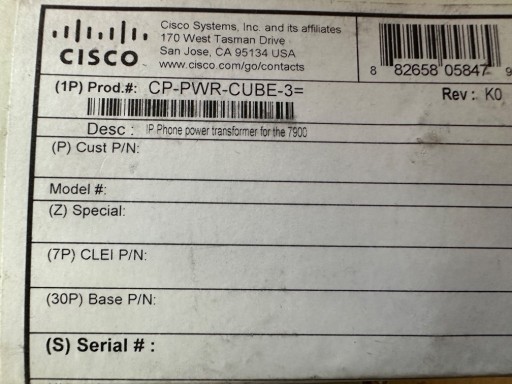 CISCO
Cisco Systems, Inc. and its affiliates
170 West Tasman Drive
San Jose, CA 95134 USA
www.cisco.com/go/contacts
8 82658 05847 9
(1P) Prod.#: CP-PWR-CUBE-3=
Rev : K0
Desc : IP Phone power transformer for the 7900
(P) Cust P/N:
Model #:
(Z) Special:
(7P) CLEI P/N:
(30P) Base P/N:
(S) Serial # :